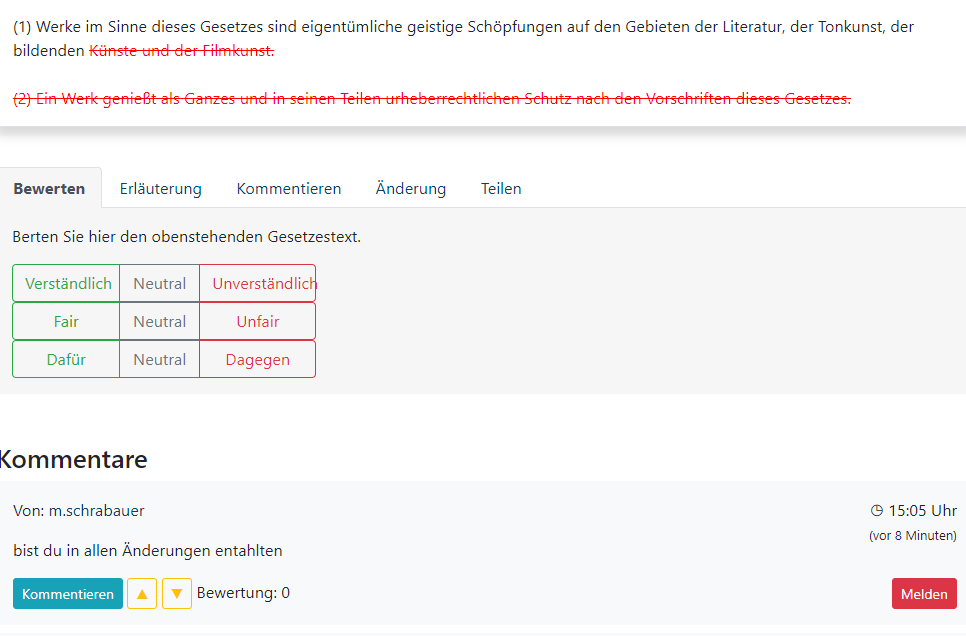 (1) Werke im Sinne dieses Gesetzes sind eigentümliche geistige Schöpfungen auf den Gebieten der Literatur, der Tonkunst, der
bildenden Künste und der Filmkunst.
(2) Ein Werk genießt als Ganzes und in seinen Teilen urheberrechtlichen Schutz nach den Vorschriften dieses Gesetzes.
Bewerten Erläuterung Kommentieren Änderung Teilen
Berten Sie hier den obenstehenden Gesetzestext.
Verständlich Neutral Unverständlich
Fair Neutral Unfair
Dafür Neutral Dagegen
Kommentare
Von: m.schrabauer 15:05 Uhr
(vor 8 Minuten)
bist du in allen Änderungen entahlten
Kommentieren ▲ ▼ Bewertung: 0 Melden